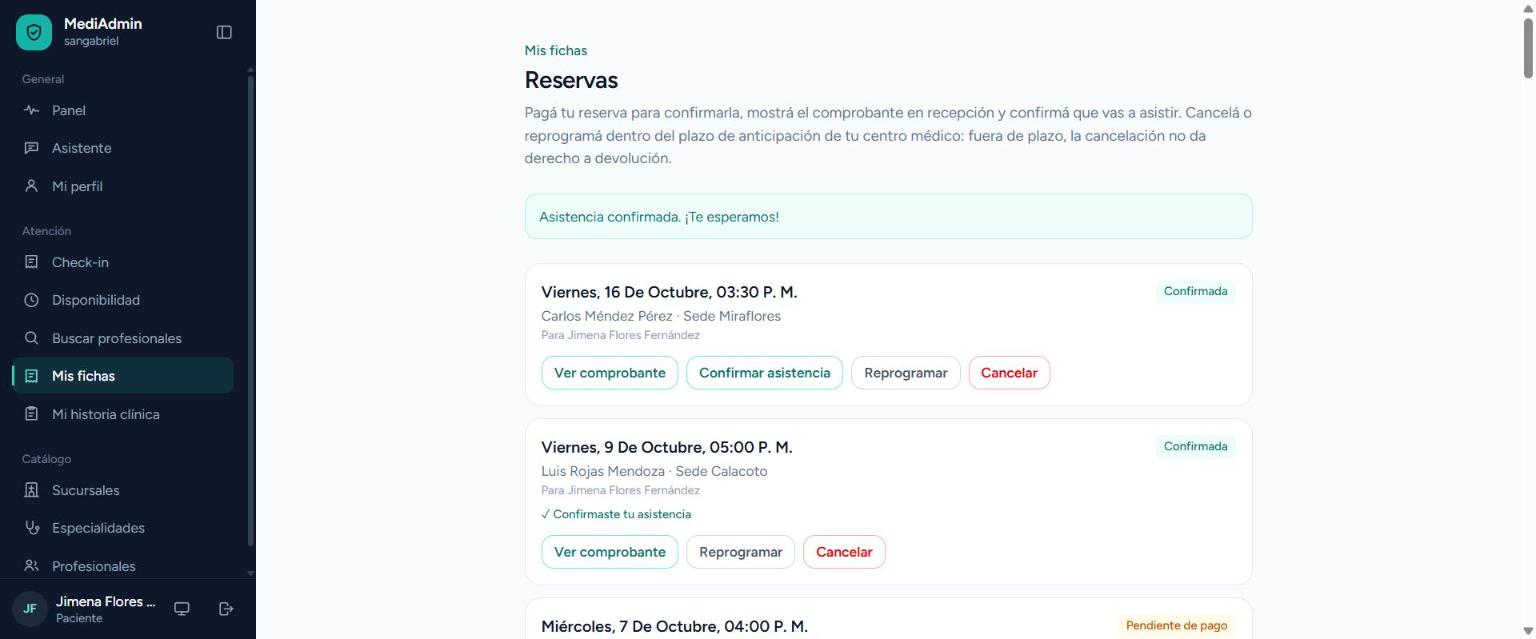 MediAdmin
sangabriel
General
Panel
Asistente
Mi perfil
Atención
Check-in
Disponibilidad
Buscar profesionales
Mis fichas
Mi historia clínica
Catálogo
Sucursales
Especialidades
Profesionales
JF
Jimena Flores ...
Paciente
Mis fichas
Reservas
Pagá tu reserva para confirmarla, mostrá el comprobante en recepción y confirmá que vas a asistir. Cancelá o
reprogramá dentro del plazo de anticipación de tu centro médico: fuera de plazo, la cancelación no da
derecho a devolución.
Asistencia confirmada. ¡Te esperamos!
Viernes, 16 De Octubre, 03:30 P. M.
Confirmada
Carlos Méndez Pérez · Sede Miraflores
Para Jimena Flores Fernández
Ver comprobante
Confirmar asistencia
Reprogramar
Cancelar
Viernes, 9 De Octubre, 05:00 P. M.
Confirmada
Luis Rojas Mendoza · Sede Calacoto
Para Jimena Flores Fernández
✓ Confirmaste tu asistencia
Ver comprobante
Reprogramar
Cancelar
Miércoles, 7 De Octubre, 04:00 P. M.
Pendiente de pago